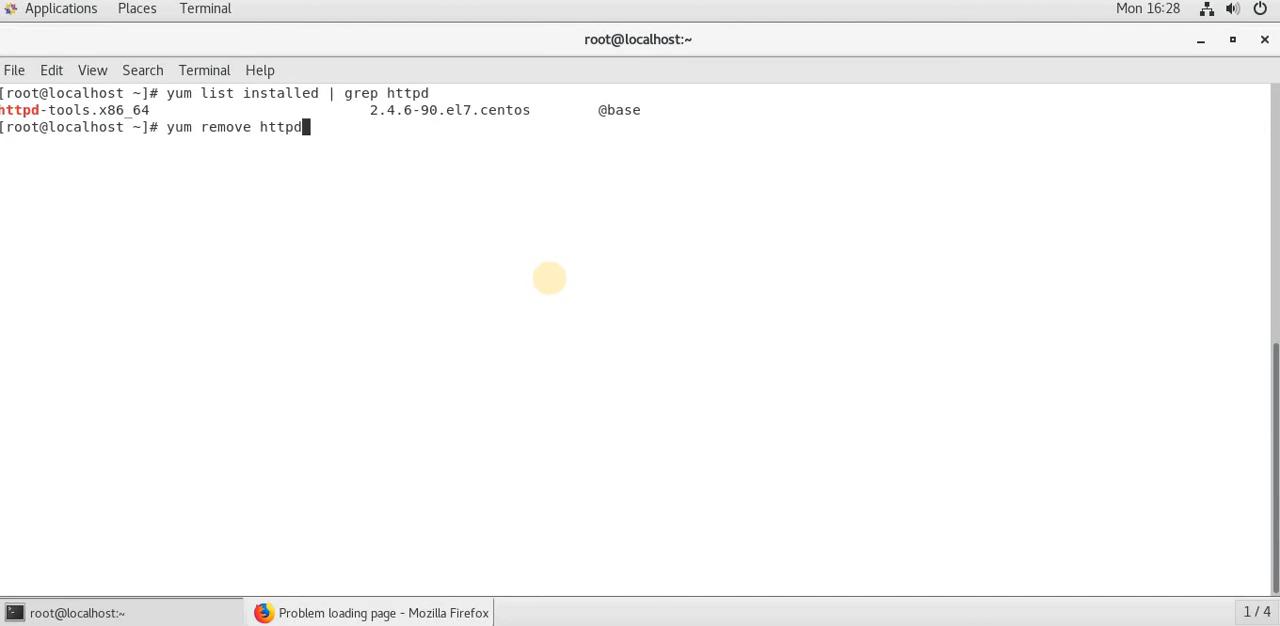 Applications Places Terminal Mon 16:28
root@localhost:~
File Edit View Search Terminal Help
[root@localhost ~]# yum list installed | grep httpd
httpd-tools.x86_64 2.4.6-90.el7.centos @base
[root@localhost ~]# yum remove httpd
root@localhost:~ Problem loading page - Mozilla Firefox 1 / 4